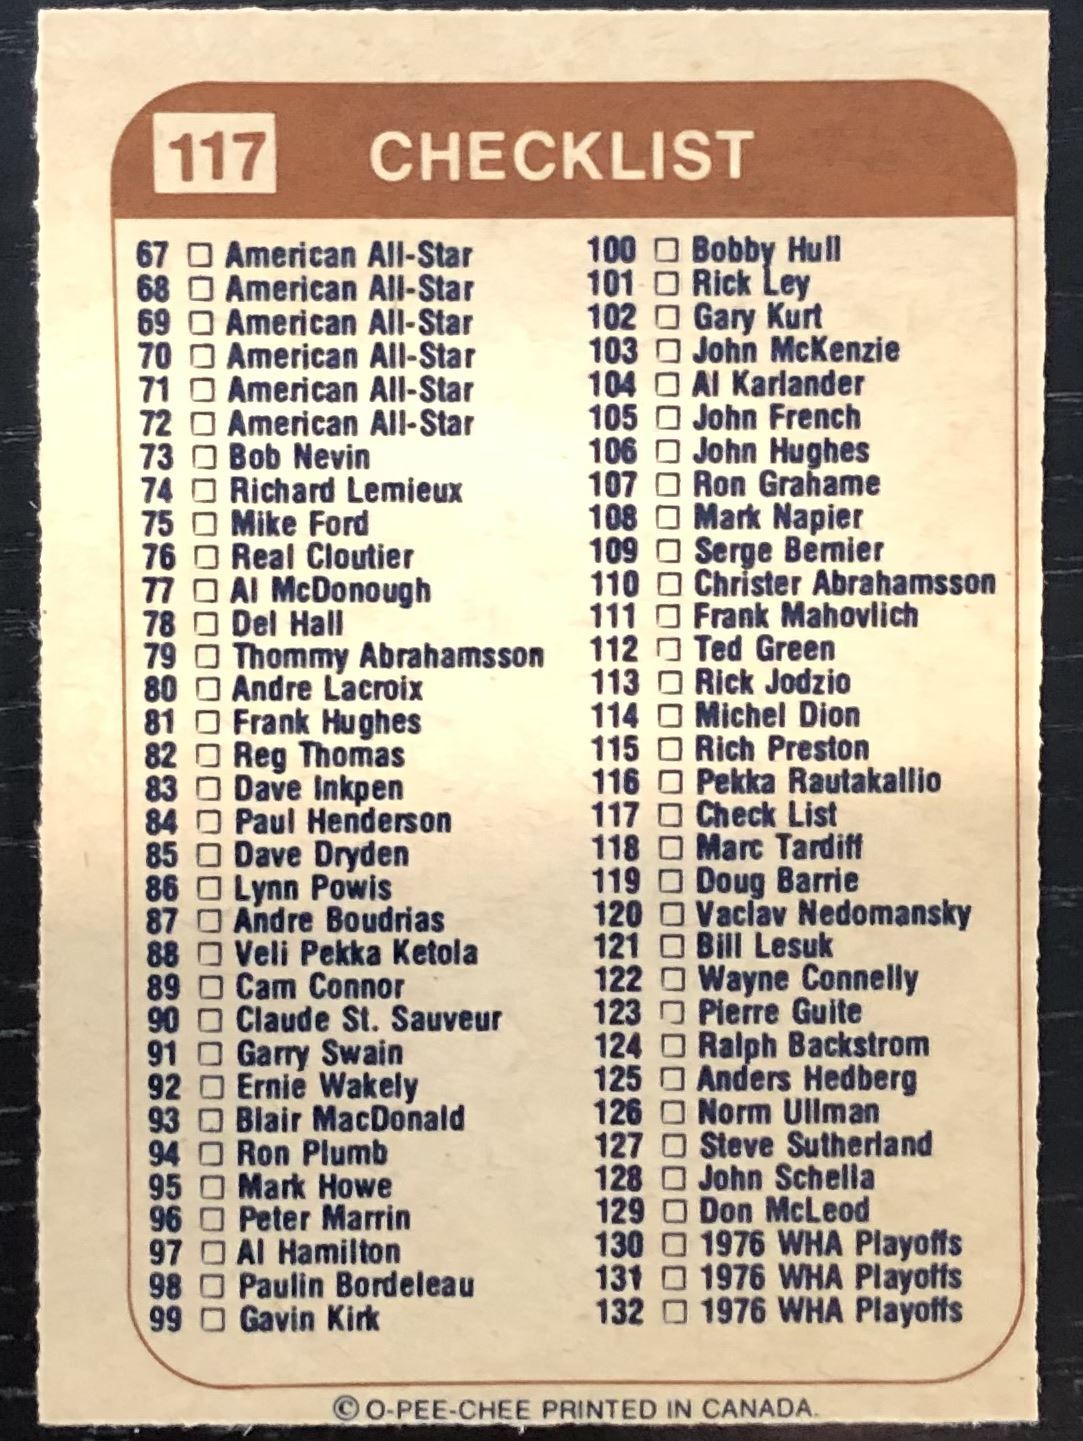 117 CHECKLIST
67 American All-Star
68 American All-Star
69 American All-Star
70 American All-Star
71 American All-Star
72 American All-Star
73 Bob Nevin
74 Richard Lemieux
75 Mike Ford
76 Real Cloutier
77 Al McDonough
78 Del Hall
79 Thommy Abrahamsson
80 Andre Lacroix
81 Frank Hughes
82 Reg Thomas
83 Dave Inkpen
84 Paul Henderson
85 Dave Dryden
86 Lynn Powis
87 Andre Boudrias
88 Veli Pekka Ketola
89 Cam Connor
90 Claude St. Sauveur
91 Garry Swain
92 Ernie Wakely
93 Blair MacDonald
94 Ron Plumb
95 Mark Howe
96 Peter Marrin
97 Al Hamilton
98 Paulin Bordeleau
99 Gavin Kirk
100 Bobby Hull
101 Rick Ley
102 Gary Kurt
103 John McKenzie
104 Al Karlander
105 John French
106 John Hughes
107 Ron Grahame
108 Mark Napier
109 Serge Bernier
110 Christer Abrahamsson
111 Frank Mahovlich
112 Ted Green
113 Rick Jodzio
114 Michel Dion
115 Rich Preston
116 Pekka Rautakallio
117 Check List
118 Marc Tardiff
119 Doug Barrie
120 Vaclav Nedomansky
121 Bill Lesuk
122 Wayne Connelly
123 Pierre Guite
124 Ralph Backstrom
125 Anders Hedberg
126 Norm Ullman
127 Steve Sutherland
128 John Schella
129 Don McLeod
130 1976 WHA Playoffs
131 1976 WHA Playoffs
132 1976 WHA Playoffs
© O-PEE-CHEE PRINTED IN CANADA.